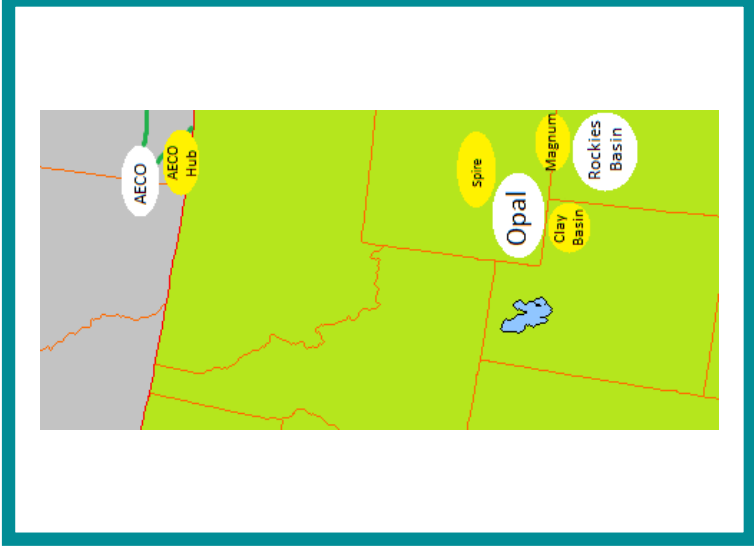 AECO
AECO
Hub
Spire
Magnum
Rockies
Basin
Opal
Clay
Basin